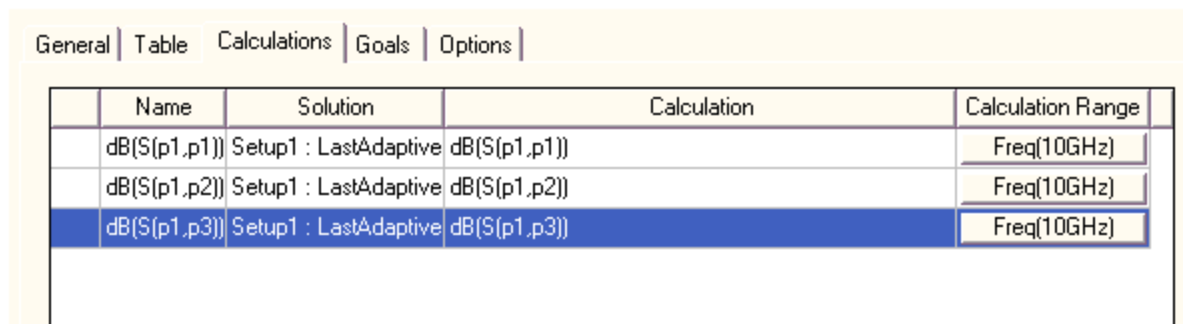 General Table Calculations Goals Options
Name Solution Calculation Calculation Range
dB(S(p1,p1)) Setup1 : LastAdaptive dB(S(p1,p1)) Freq(10GHz)
dB(S(p1,p2)) Setup1 : LastAdaptive dB(S(p1,p2)) Freq(10GHz)
dB(S(p1,p3)) Setup1 : LastAdaptive dB(S(p1,p3)) Freq(10GHz)